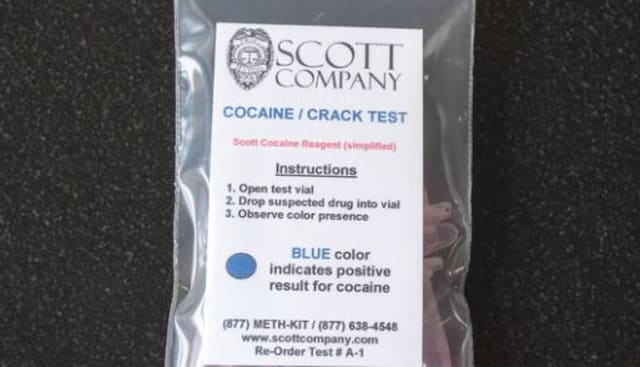 SCOTT
COMPANY
COCAINE / CRACK TEST
Scott Cocaine Reagent (simplified)
Instructions
1. Open test vial
2. Drop suspected drug into vial
3. Observe color presence
BLUE color
indicates positive
result for cocaine
(877) METH-KIT / (877) 638-4548
www.scottcompany.com
Re-Order Test # A-1